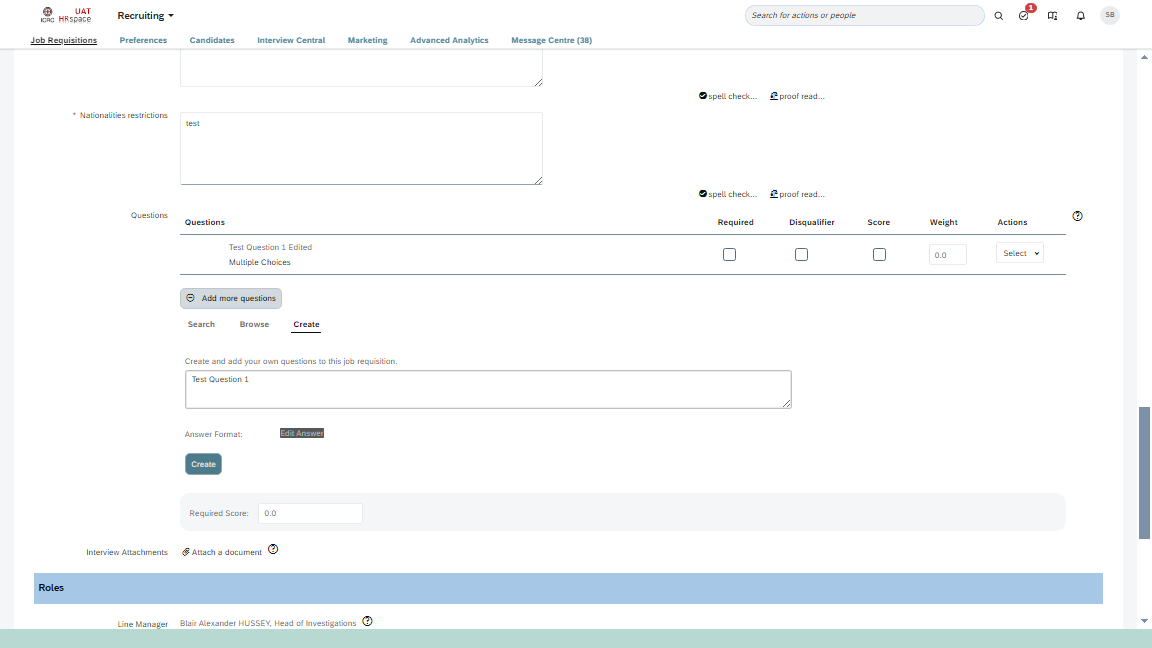 UAT
ICRC HRspace
Recruiting
Search for actions or people
1
SB
Job Requisitions
Preferences
Candidates
Interview Central
Marketing
Advanced Analytics
Message Centre (38)
spell check...
proof read...
* Nationalities restrictions
test
spell check...
proof read...
Questions
Questions
Required
Disqualifier
Score
Weight
Actions
Test Question 1 Edited
Multiple Choices
0.0
Select
Add more questions
Search
Browse
Create
Create and add your own questions to this job requisition.
Test Question 1
Answer Format:
Edit Answer
Create
Required Score:
0.0
Interview Attachments
Attach a document
Roles
Line Manager
Blair Alexander HUSSEY, Head of Investigations